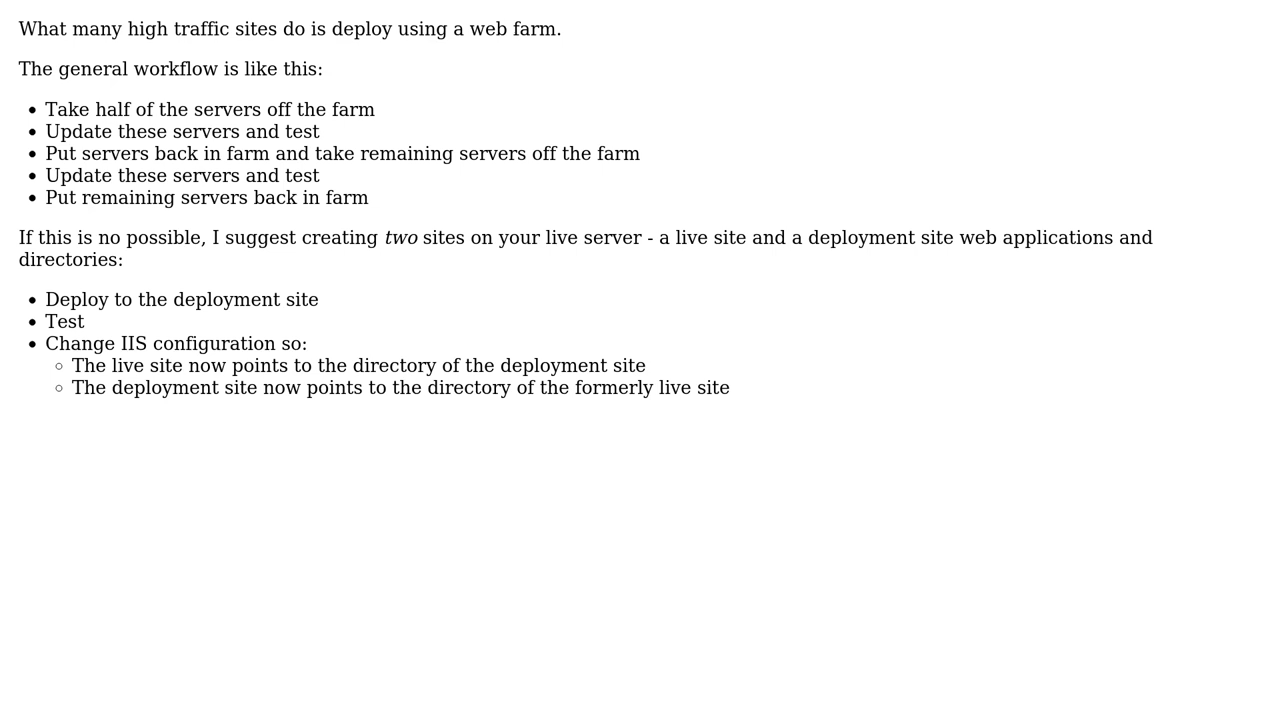 What many high traffic sites do is deploy using a web farm.
The general workflow is like this:
Take half of the servers off the farm
Update these servers and test
Put servers back in farm and take remaining servers off the farm
Update these servers and test
Put remaining servers back in farm
If this is no possible, I suggest creating two sites on your live server - a live site and a deployment site web applications and
directories:
Deploy to the deployment site
Test
Change IIS configuration so:
The live site now points to the directory of the deployment site
The deployment site now points to the directory of the formerly live site